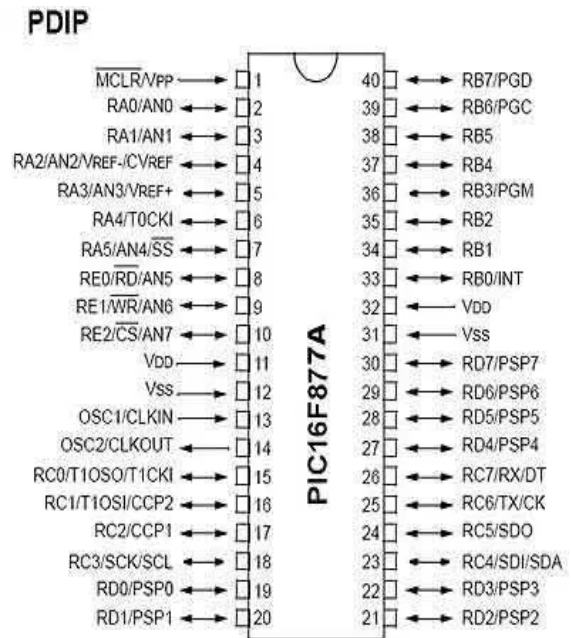 PDIP
MCLR/VPP 1 40 RB7/PGD
RA0/AN0 2 39 RB6/PGC
RA1/AN1 3 38 RB5
RA2/AN2/VREF-/CVREF 4 37 RB4
RA3/AN3/VREF+ 5 36 RB3/PGM
RA4/T0CKI 6 35 RB2
RA5/AN4/SS 7 34 RB1
RE0/RD/AN5 8 33 RB0/INT
RE1/WR/AN6 9 32 VDD
RE2/CS/AN7 10 31 VSS
VDD 11 30 RD7/PSP7
VSS 12 29 RD6/PSP6
OSC1/CLKIN 13 28 RD5/PSP5
OSC2/CLKOUT 14 27 RD4/PSP4
RC0/T1OSO/T1CKI 15 26 RC7/RX/DT
RC1/T1OSI/CCP2 16 25 RC6/TX/CK
RC2/CCP1 17 24 RC5/SDO
RC3/SCK/SCL 18 23 RC4/SDI/SDA
RD0/PSP0 19 22 RD3/PSP3
RD1/PSP1 20 21 RD2/PSP2
PIC16F877A